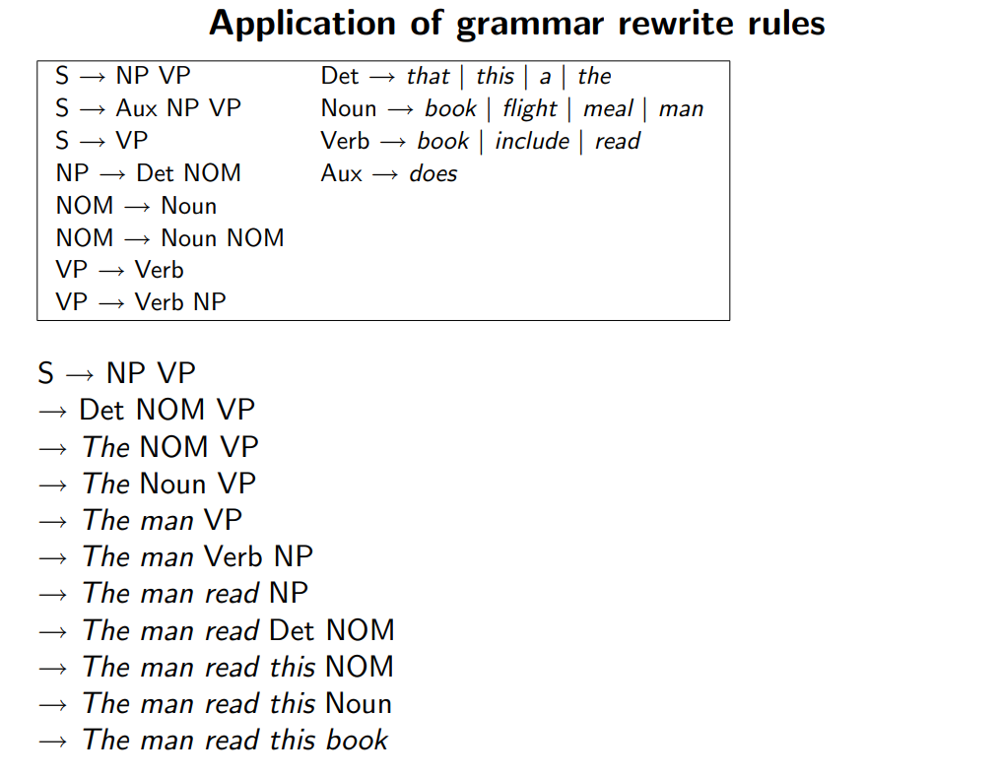 Application of grammar rewrite rules
S → NP VP
S → Aux NP VP
S → VP
NP → Det NOM
NOM → Noun
NOM → Noun NOM
VP → Verb
VP → Verb NP
Det → that | this | a | the
Noun → book | flight | meal | man
Verb → book | include | read
Aux → does
S → NP VP
→ Det NOM VP
→ The NOM VP
→ The Noun VP
→ The man VP
→ The man Verb NP
→ The man read NP
→ The man read Det NOM
→ The man read this NOM
→ The man read this Noun
→ The man read this book